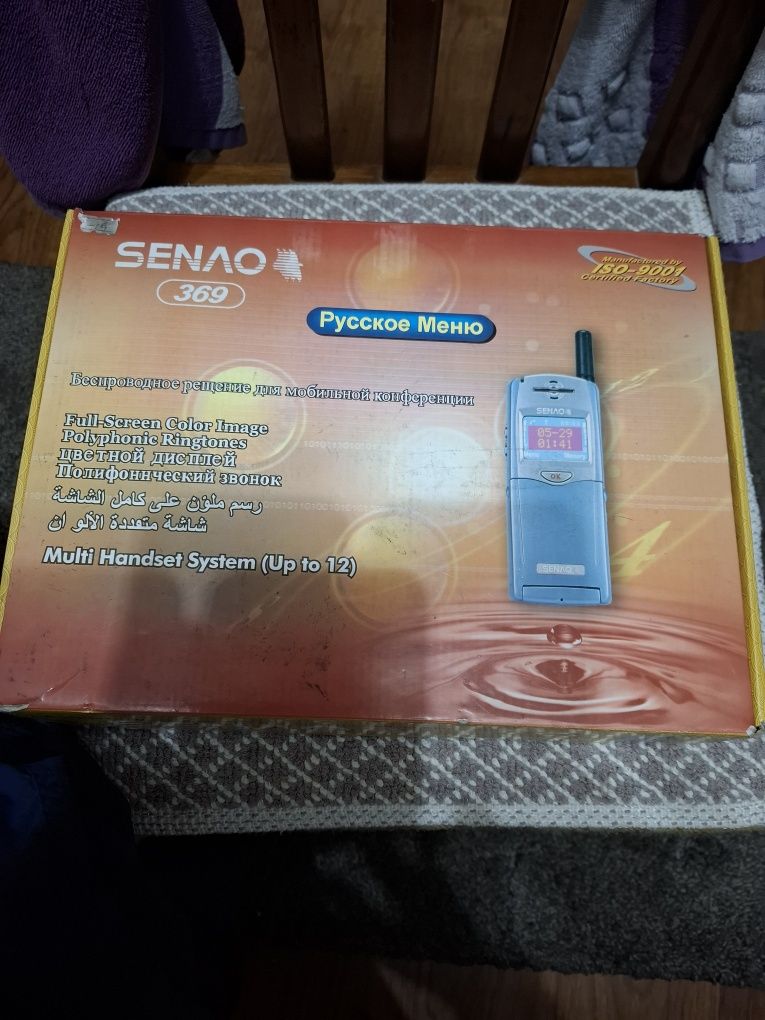 SENAO
369
Manufactured by
ISO-9001
Certified Factory
Русское Меню
Беспроводное рещение для мобильной конференции
Full-Screen Color Image
Polyphonic Ringtones
ЦВЕТНОЙ ДИСПЛЕЙ
Полифоннческий звонок
رسم ملون على كامل الشاشة
شاشة متعددة الألو ان
Multi Handset System (Up to 12)
SENAO
05-29
01:41
Menu Memory
OK
SENAO